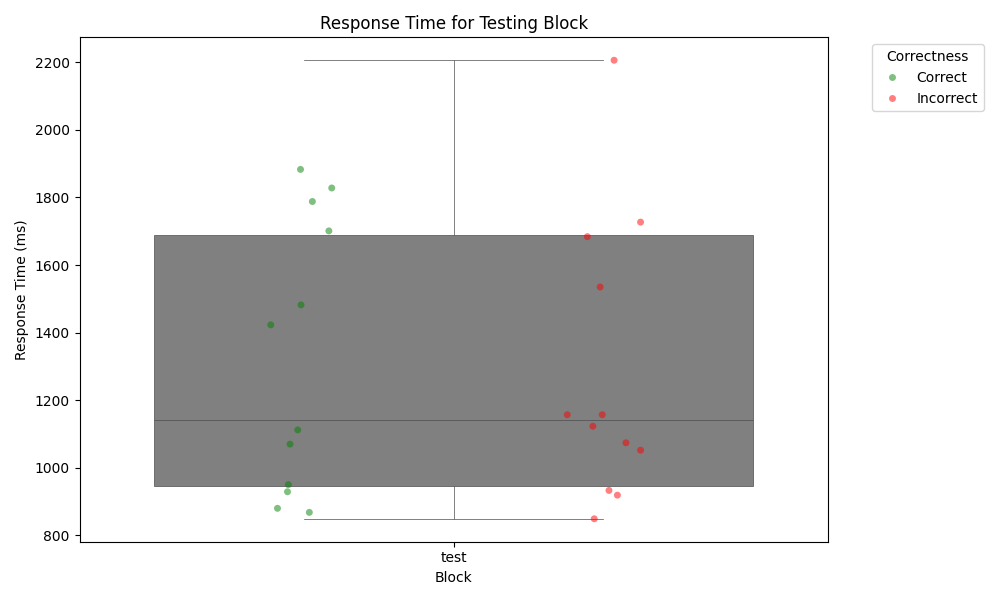 Response Time for Testing Block
Correctness
Correct
Incorrect
Response Time (ms)
2200
2000
1800
1600
1400
1200
1000
800
test
Block